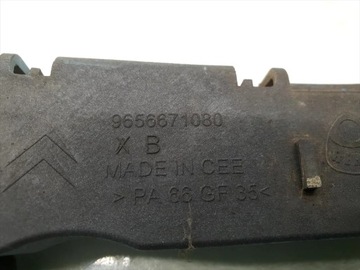 9656671080
X B
MADE IN CEE
> PA 66 GF 35<